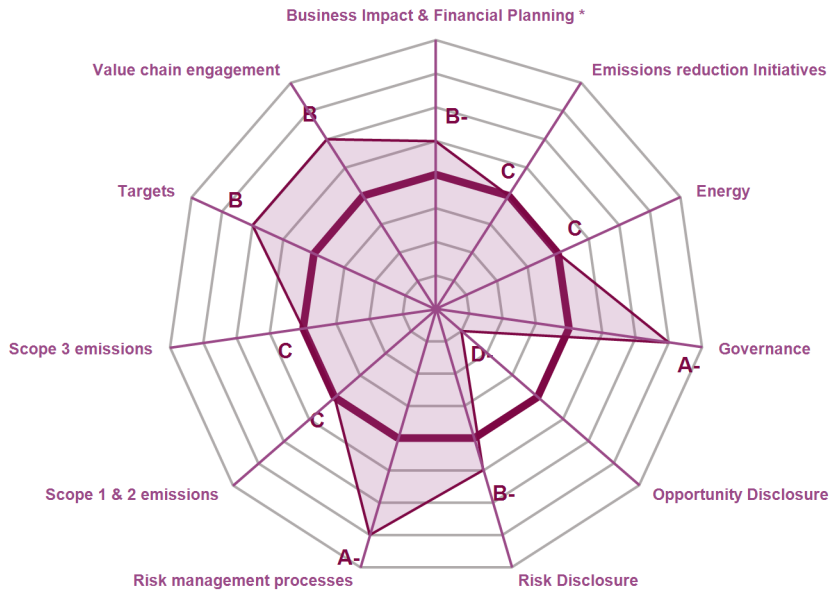 Business Impact & Financial Planning *
Value chain engagement
Emissions reduction Initiatives
B
B-
C
Targets
B
Energy
C
Scope 3 emissions
C
D-
Governance
A-
C
Scope 1 & 2 emissions
B-
Opportunity Disclosure
A-
Risk management processes
Risk Disclosure